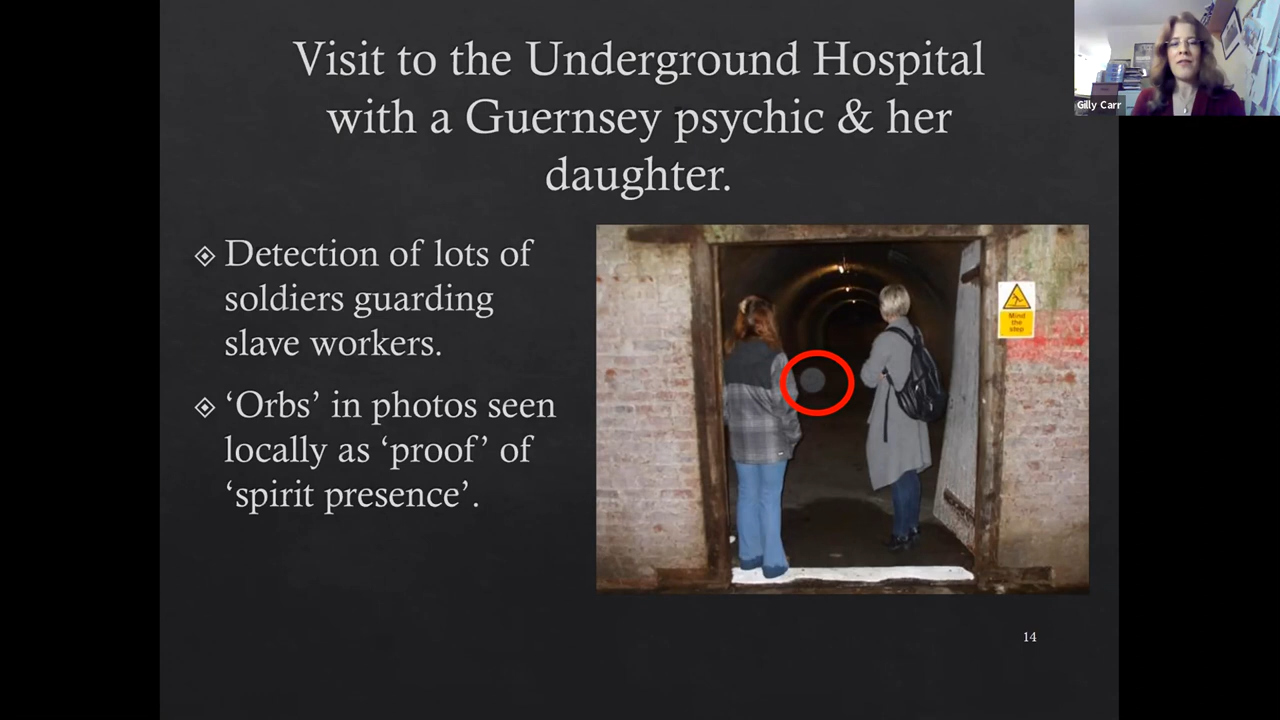 Visit to the Underground Hospital
with a Guernsey psychic & her
daughter.
Gilly Carr
Detection of lots of
soldiers guarding
slave workers.
‘Orbs’ in photos seen
locally as ‘proof’ of
‘spirit presence’.
Mind
the
step
14